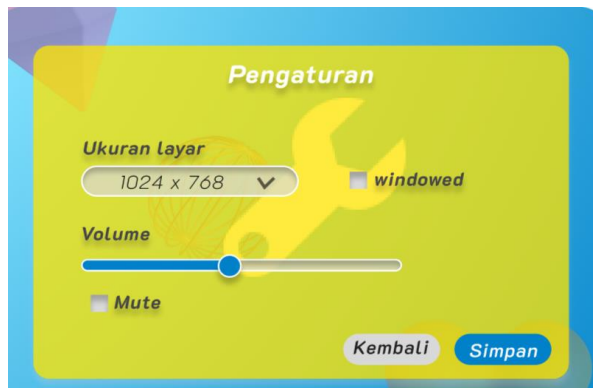 Pengaturan
Ukuran layar
1024 x 768
windowed
Volume
Mute
Kembali
Simpan